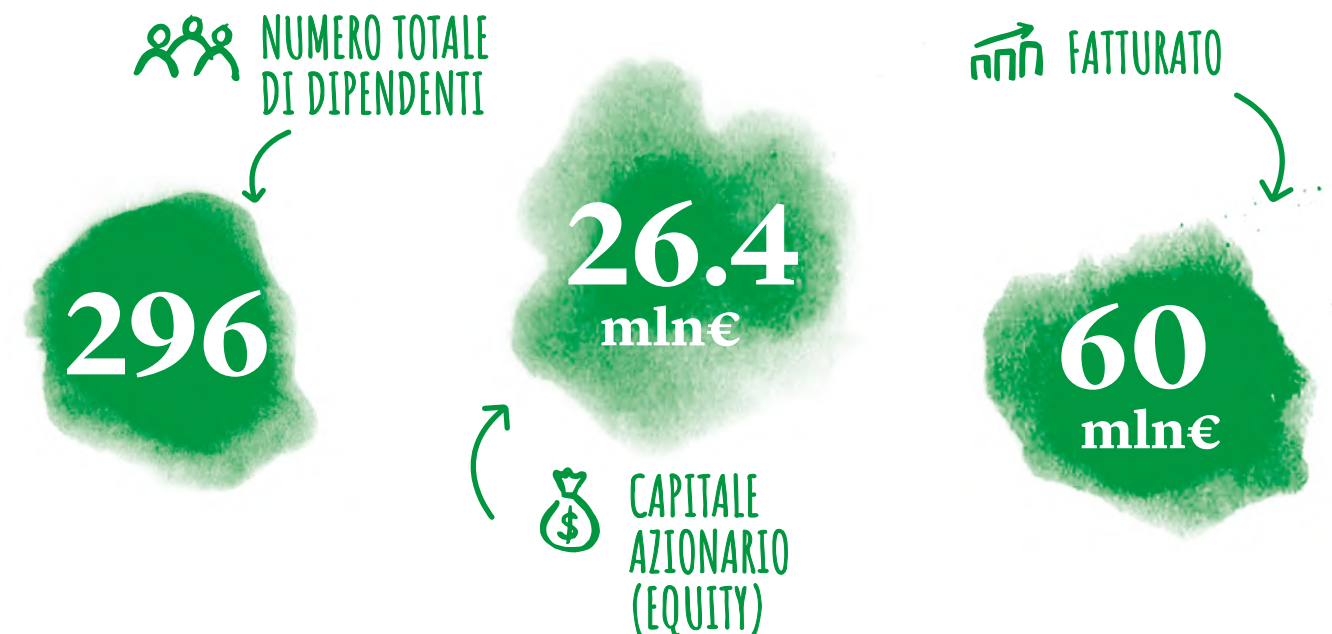 NUMERO TOTALE
DI DIPENDENTI
296
26.4
mln€
CAPITALE
AZIONARIO
(EQUITY)
FATTURATO
60
mln€